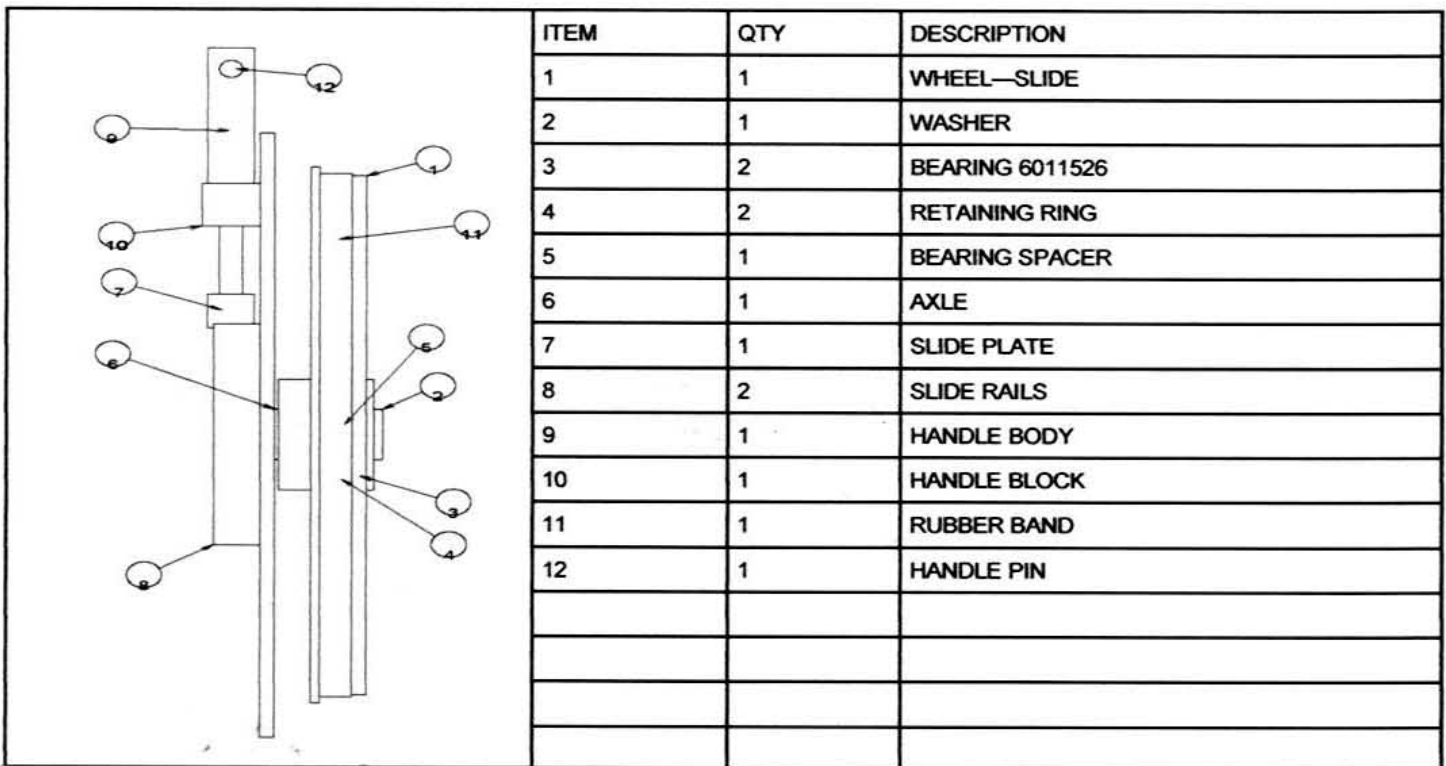 12
9
1
10
11
7
5
6
2
3
4
8
ITEM QTY DESCRIPTION
1 1 WHEEL—SLIDE
2 1 WASHER
3 2 BEARING 6011526
4 2 RETAINING RING
5 1 BEARING SPACER
6 1 AXLE
7 1 SLIDE PLATE
8 2 SLIDE RAILS
9 1 HANDLE BODY
10 1 HANDLE BLOCK
11 1 RUBBER BAND
12 1 HANDLE PIN